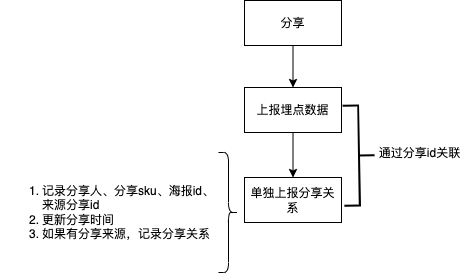 分享
上报埋点数据
通过分享id关联
单独上报分享关
系
1. 记录分享人、分享sku、海报id、
来源分享id
2. 更新分享时间
3. 如果有分享来源，记录分享关系